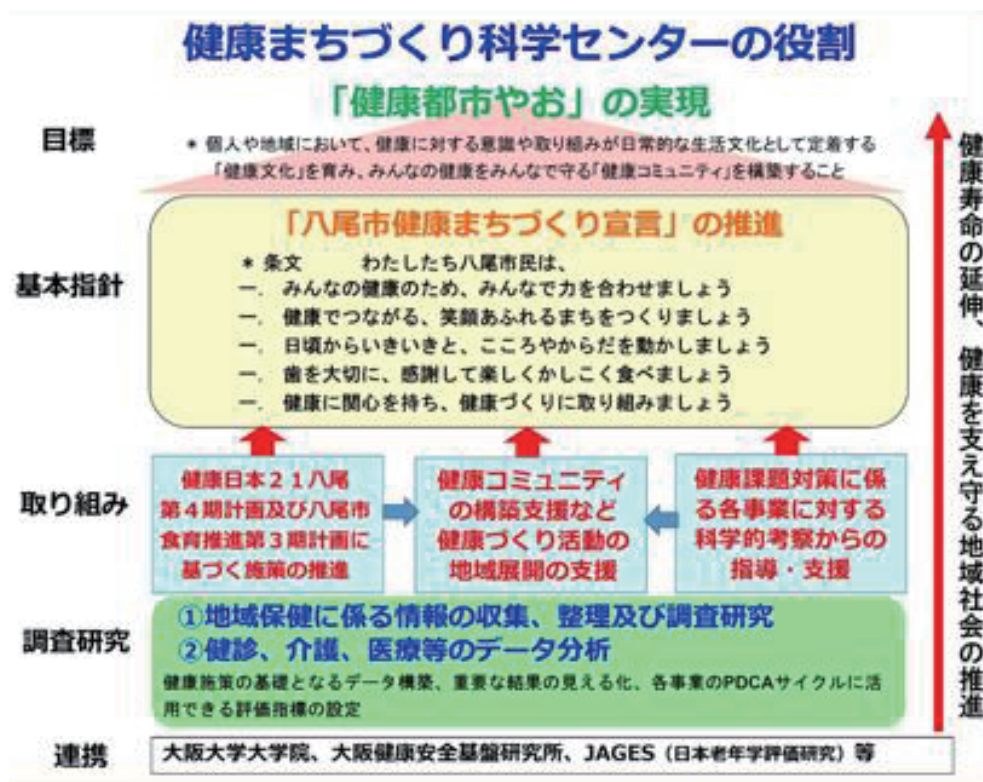 健康まちづくり科学センターの役割
「健康都市やお」の実現
目標
* 個人や地域において、健康に対する意識や取り組みが日常的な生活文化として定着する
「健康文化」を育み、みんなの健康をみんなで守る「健康コミュニティ」を構築すること
基本指針
「八尾市健康まちづくり宣言」の推進
* 条文 わたしたち八尾市民は、
一. みんなの健康のため、みんなで力を合わせましょう
一. 健康でつながる、笑顔あふれるまちをつくりましょう
一. 日頃からいきいきと、こころやからだを動かしましょう
一. 歯を大切に、感謝して楽しくかしこく食べましょう
一. 健康に関心を持ち、健康づくりに取り組みましょう
取り組み
健康日本21八尾
第4期計画及び八尾市
食育推進第3期計画に
基づく施策の推進
健康コミュニティ
の構築支援など
健康づくり活動の
地域展開の支援
健康課題対策に係
る各事業に対する
科学的考察からの
指導・支援
調査研究
①地域保健に係る情報の収集、整理及び調査研究
②健診、介護、医療等のデータ分析
健康施策の基礎となるデータ構築、重要な結果の見える化、各事業のPDCAサイクルに活
用できる評価指標の設定
連携
大阪大学大学院、大阪健康安全基盤研究所、JAGES（日本老年学評価研究）等
健康寿命の延伸、健康を支え守る地域社会の推進